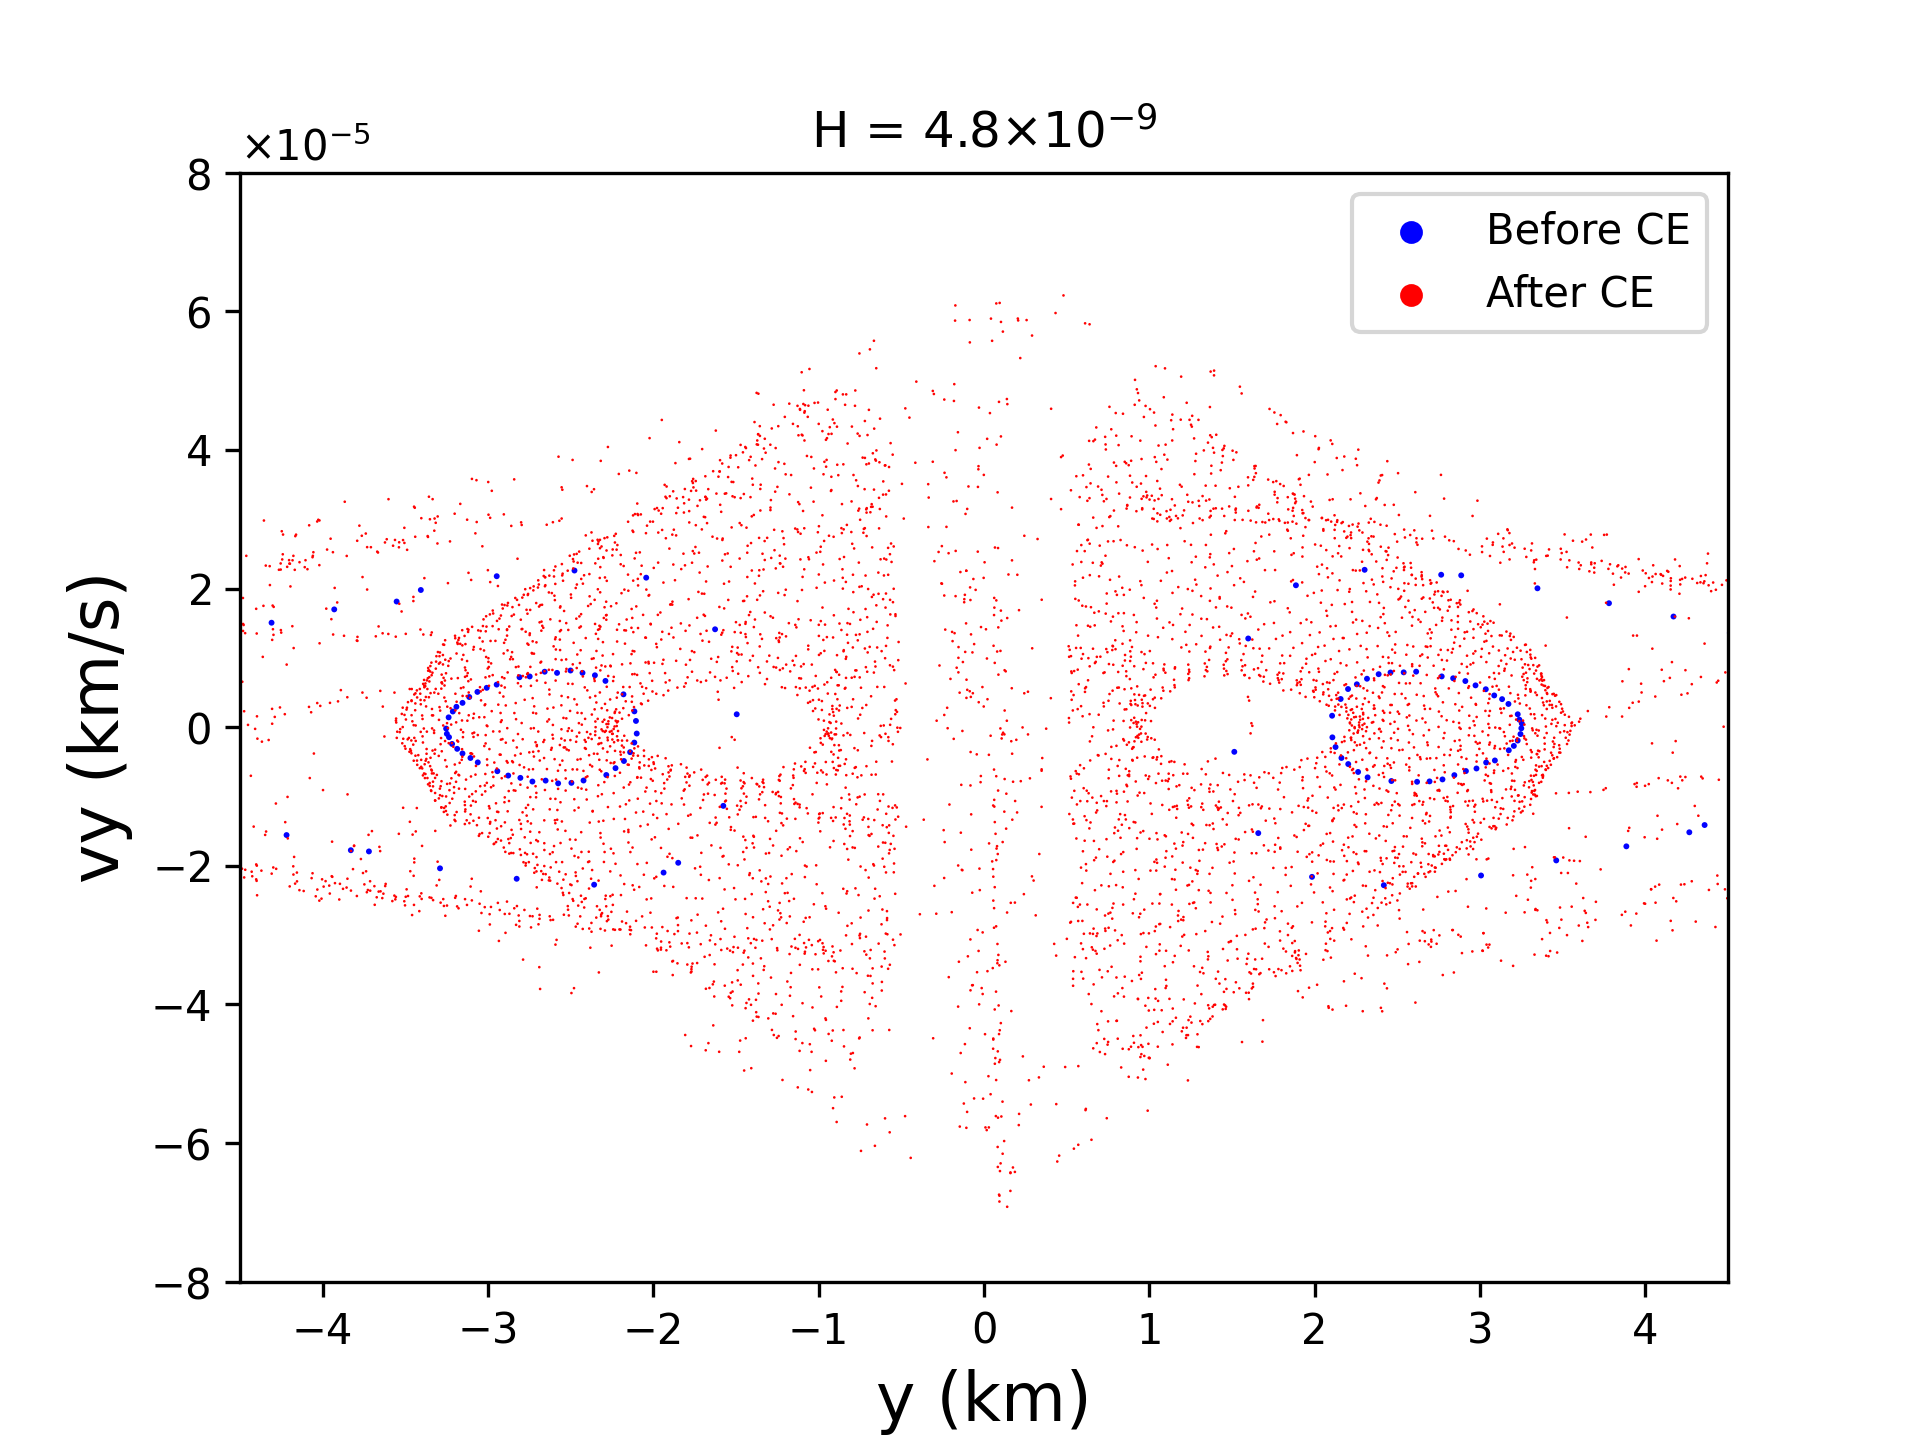 H = 4.8×10⁻⁹
×10⁻⁵
8
6
4
2
0
−2
−4
−6
−8
vy (km/s)
Before CE
After CE
−4 −3 −2 −1 0 1 2 3 4
y (km)